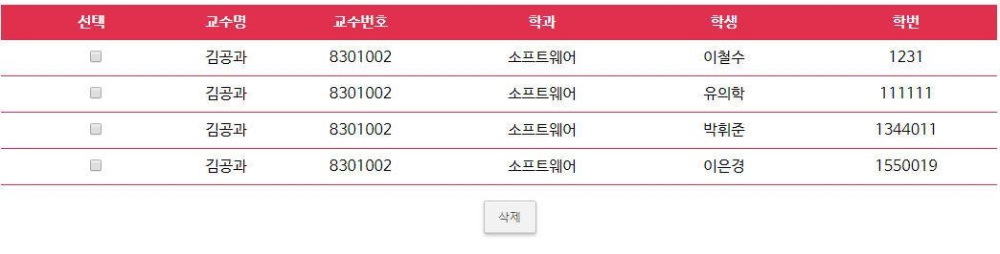 선택 교수명 교수번호 학과 학생 학번
김공과 8301002 소프트웨어 이철수 1231
김공과 8301002 소프트웨어 유의학 111111
김공과 8301002 소프트웨어 박휘준 1344011
김공과 8301002 소프트웨어 이은경 1550019
삭제